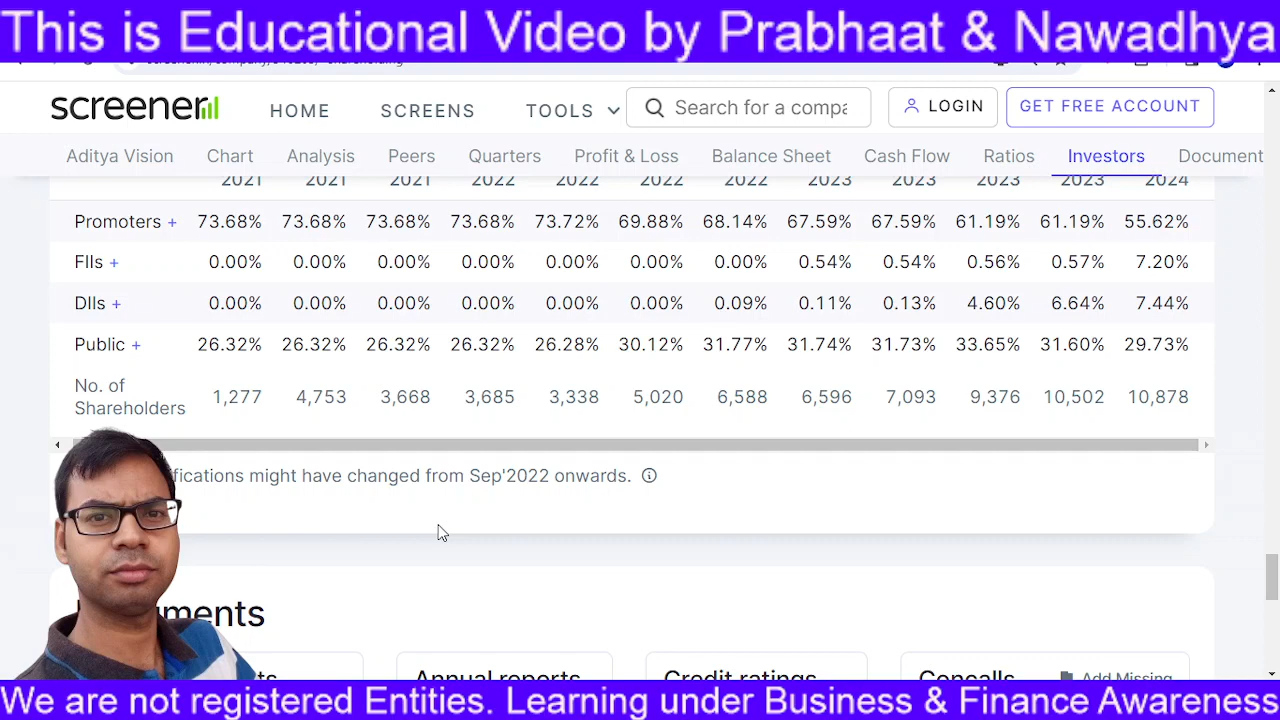 This is Educational Video by Prabhaat & Nawadhya
screener
HOME SCREENS TOOLS Search for a compa LOGIN GET FREE ACCOUNT
Aditya Vision Chart Analysis Peers Quarters Profit & Loss Balance Sheet Cash Flow Ratios Investors Document
2021 2021 2021 2022 2022 2022 2022 2023 2023 2023 2023 2024
Promoters + 73.68% 73.68% 73.68% 73.68% 73.72% 69.88% 68.14% 67.59% 67.59% 61.19% 61.19% 55.62%
FIIs + 0.00% 0.00% 0.00% 0.00% 0.00% 0.00% 0.00% 0.54% 0.54% 0.56% 0.57% 7.20%
DIIs + 0.00% 0.00% 0.00% 0.00% 0.00% 0.00% 0.09% 0.11% 0.13% 4.60% 6.64% 7.44%
Public + 26.32% 26.32% 26.32% 26.32% 26.28% 30.12% 31.77% 31.74% 31.73% 33.65% 31.60% 29.73%
No. of
Shareholders 1,277 4,753 3,668 3,685 3,338 5,020 6,588 6,596 7,093 9,376 10,502 10,878
ifications might have changed from Sep'2022 onwards.
ments
ts Annual reports Credit ratings Concalls Add Missing
We are not registered Entities. Learning under Business & Finance Awareness